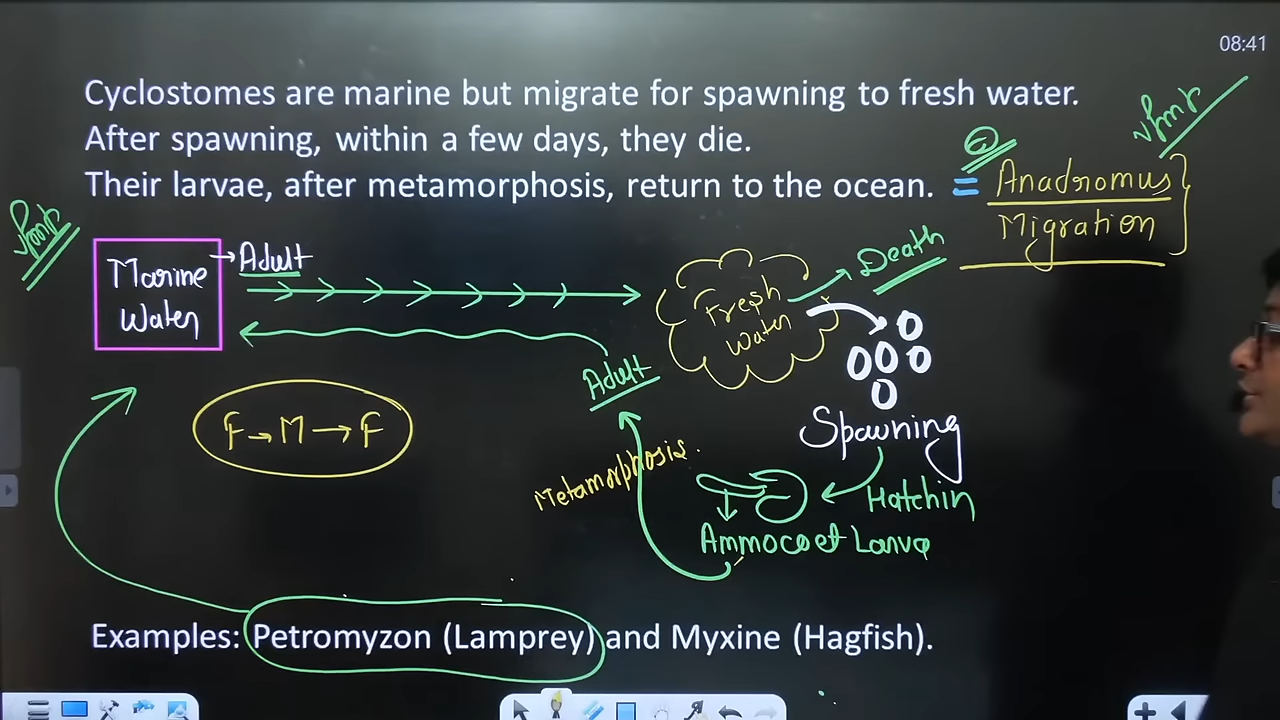 08:41
Cyclostomes are marine but migrate for spawning to fresh water.
After spawning, within a few days, they die.
Their larvae, after metamorphosis, return to the ocean. = Anadromus
Migration
Marine
Water
Adult
Fresh
Water
Death
Adult
F → M → F
Spawning
Metamorphosis.
Hatchin
Ammocoet Larva
Examples: Petromyzon (Lamprey) and Myxine (Hagfish).